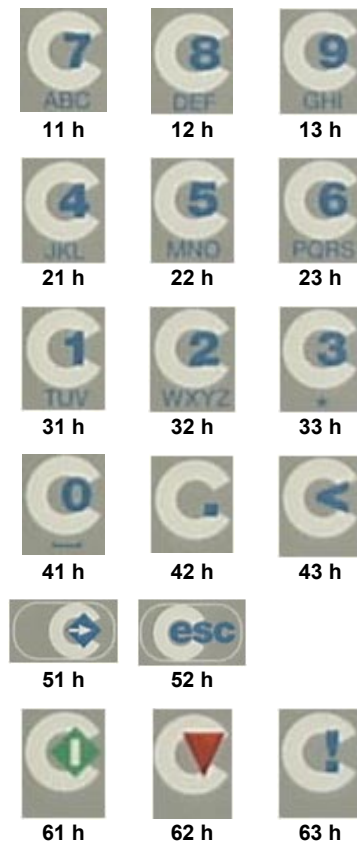 7 8 9
ABC DEF GHI
11 h 12 h 13 h
4 5 6
JKL MNO PQRS
21 h 22 h 23 h
1 2 3
TUV WXYZ *
31 h 32 h 33 h
0 . <
41 h 42 h 43 h
esc
51 h 52 h
!
61 h 62 h 63 h